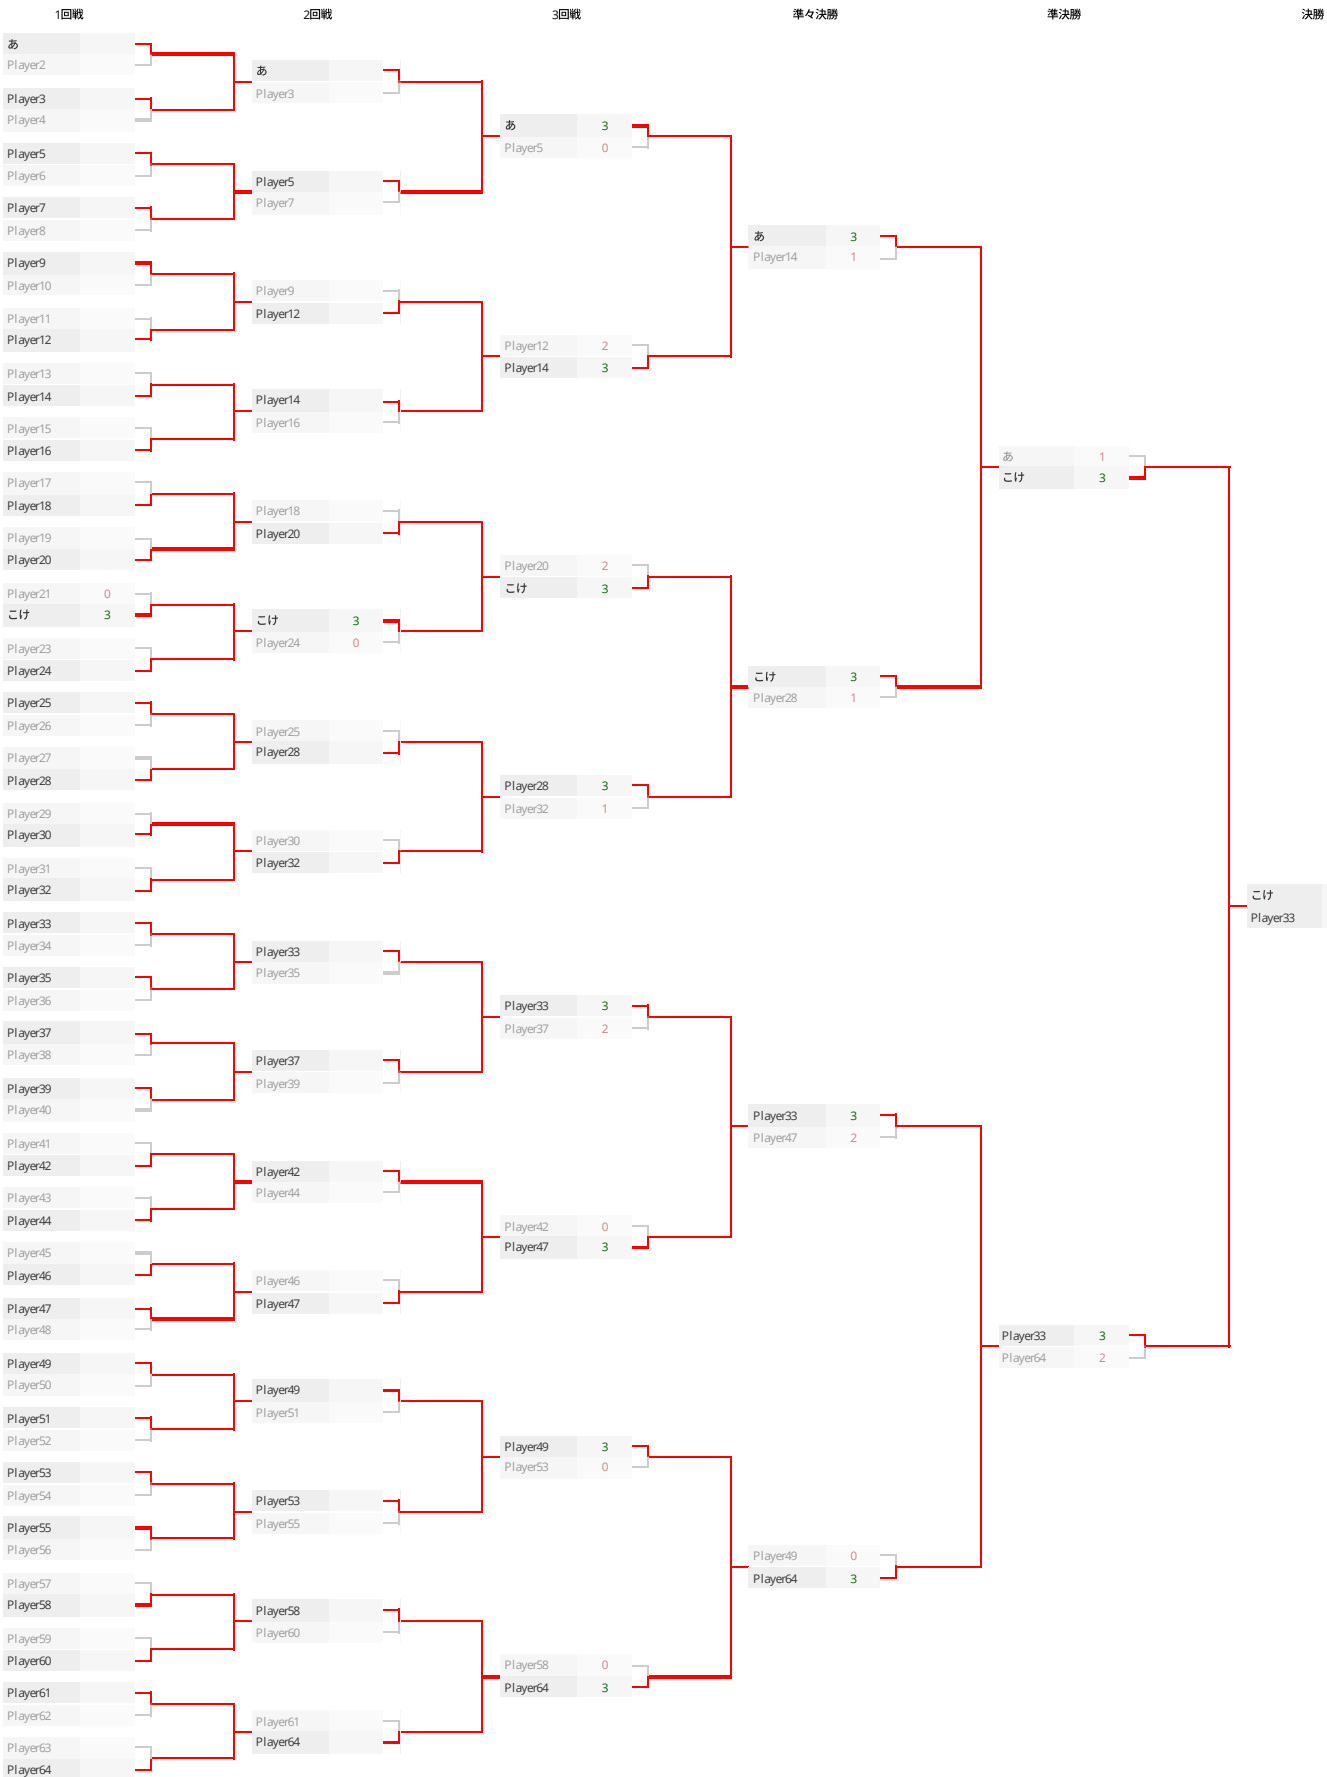 1回戦
2回戦
3回戦
準々決勝
準決勝
決勝
あ
Player2
Player3
Player4
Player5
Player6
Player7
Player8
Player9
Player10
Player11
Player12
Player13
Player14
Player15
Player16
Player17
Player18
Player19
Player20
Player21 0
こけ 3
Player23
Player24
Player25
Player26
Player27
Player28
Player29
Player30
Player31
Player32
Player33
Player34
Player35
Player36
Player37
Player38
Player39
Player40
Player41
Player42
Player43
Player44
Player45
Player46
Player47
Player48
Player49
Player50
Player51
Player52
Player53
Player54
Player55
Player56
Player57
Player58
Player59
Player60
Player61
Player62
Player63
Player64
あ
Player3
Player5
Player7
Player9
Player12
Player14
Player16
Player18
Player20
こけ 3
Player24 0
Player25
Player28
Player30
Player32
Player33
Player35
Player37
Player39
Player42
Player44
Player46
Player47
Player49
Player51
Player53
Player55
Player58
Player60
Player61
Player64
あ 3
Player5 0
Player12 2
Player14 3
Player20 2
こけ 3
Player28 3
Player32 1
Player33 3
Player37 2
Player42 0
Player47 3
Player49 3
Player53 0
Player58 0
Player64 3
あ 3
Player14 1
こけ 3
Player28 1
Player33 3
Player47 2
Player49 0
Player64 3
あ 1
こけ 3
Player33 3
Player64 2
こけ
Player33